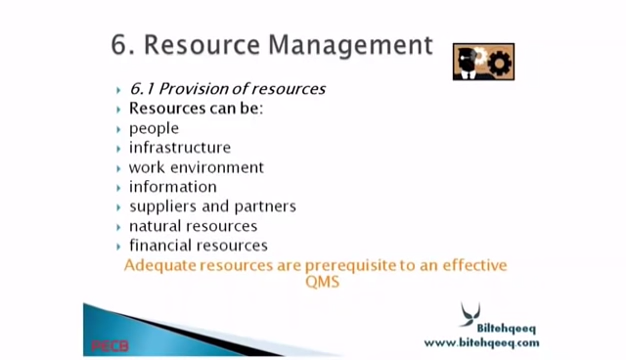 6. Resource Management
6.1 Provision of resources
Resources can be:
people
infrastructure
work environment
information
suppliers and partners
natural resources
financial resources
Adequate resources are prerequisite to an effective
QMS
PECB
Biltehqeeq
www.bitehqeeq.com